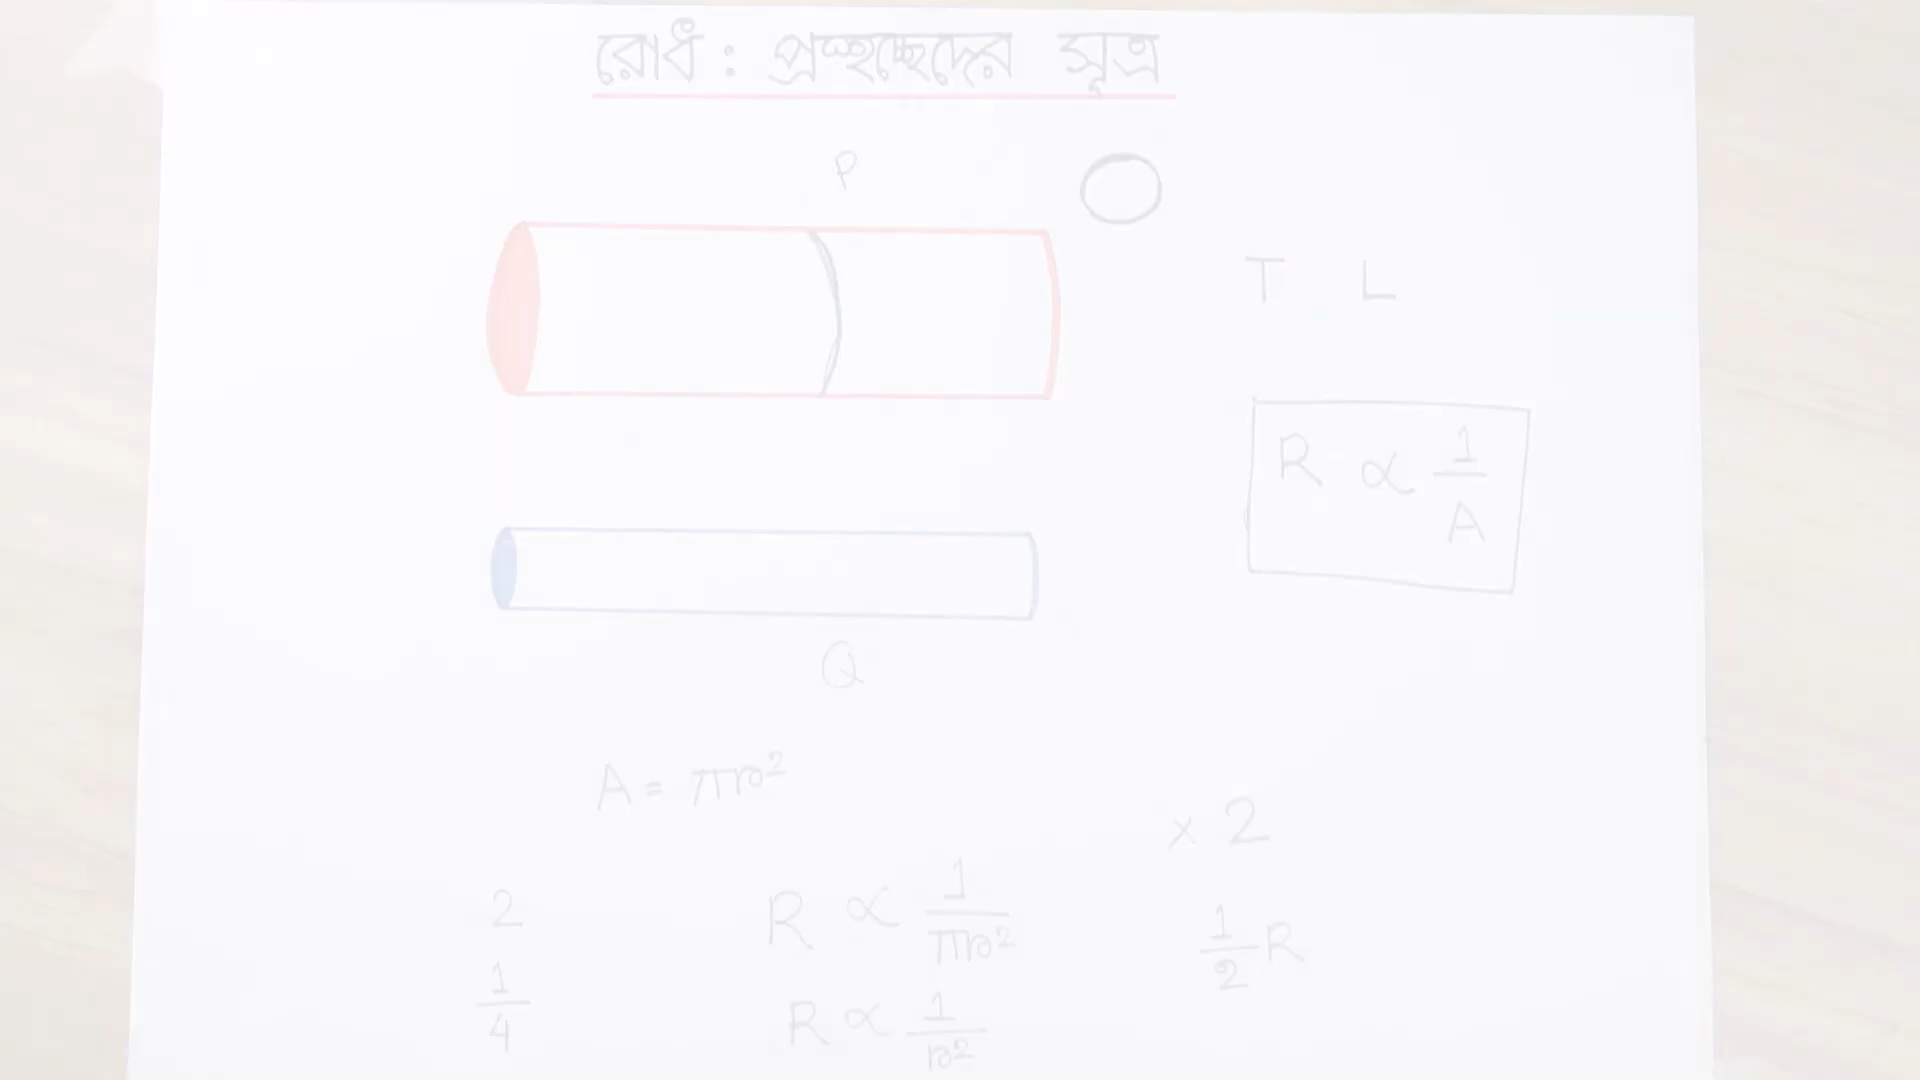 রোধ : প্রস্থচ্ছেদের সূত্র
P
T L
R ∝ 1/A
Q
A = πr²
× 2
2
R ∝ 1/πr²
1/2 R
1/4
R ∝ 1/r²